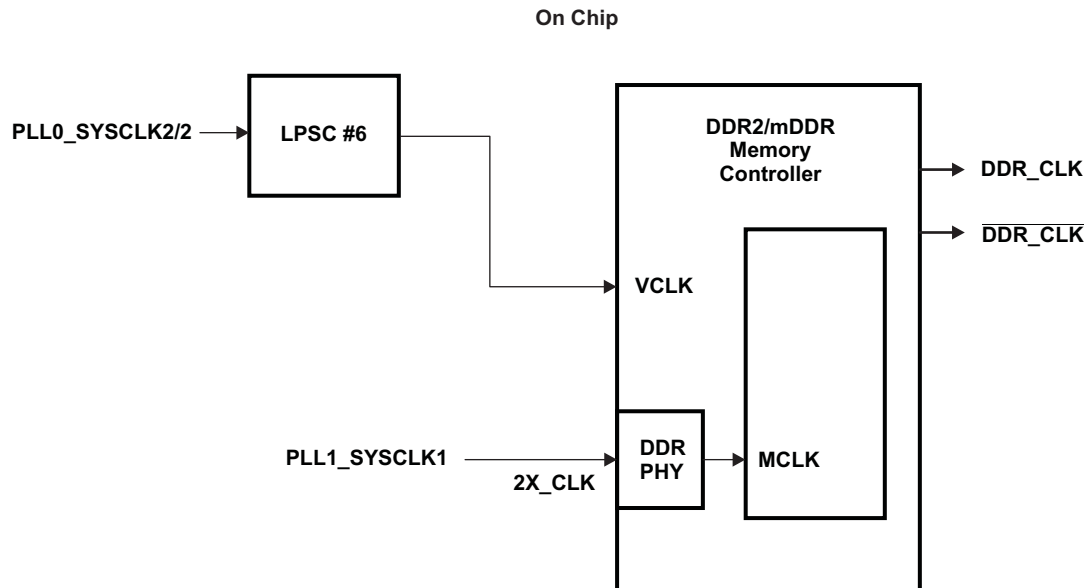 On Chip
PLL0_SYSCLK2/2
LPSC #6
DDR2/mDDR
Memory
Controller
DDR_CLK
DDR_CLK
VCLK
PLL1_SYSCLK1
2X_CLK
DDR
PHY
MCLK